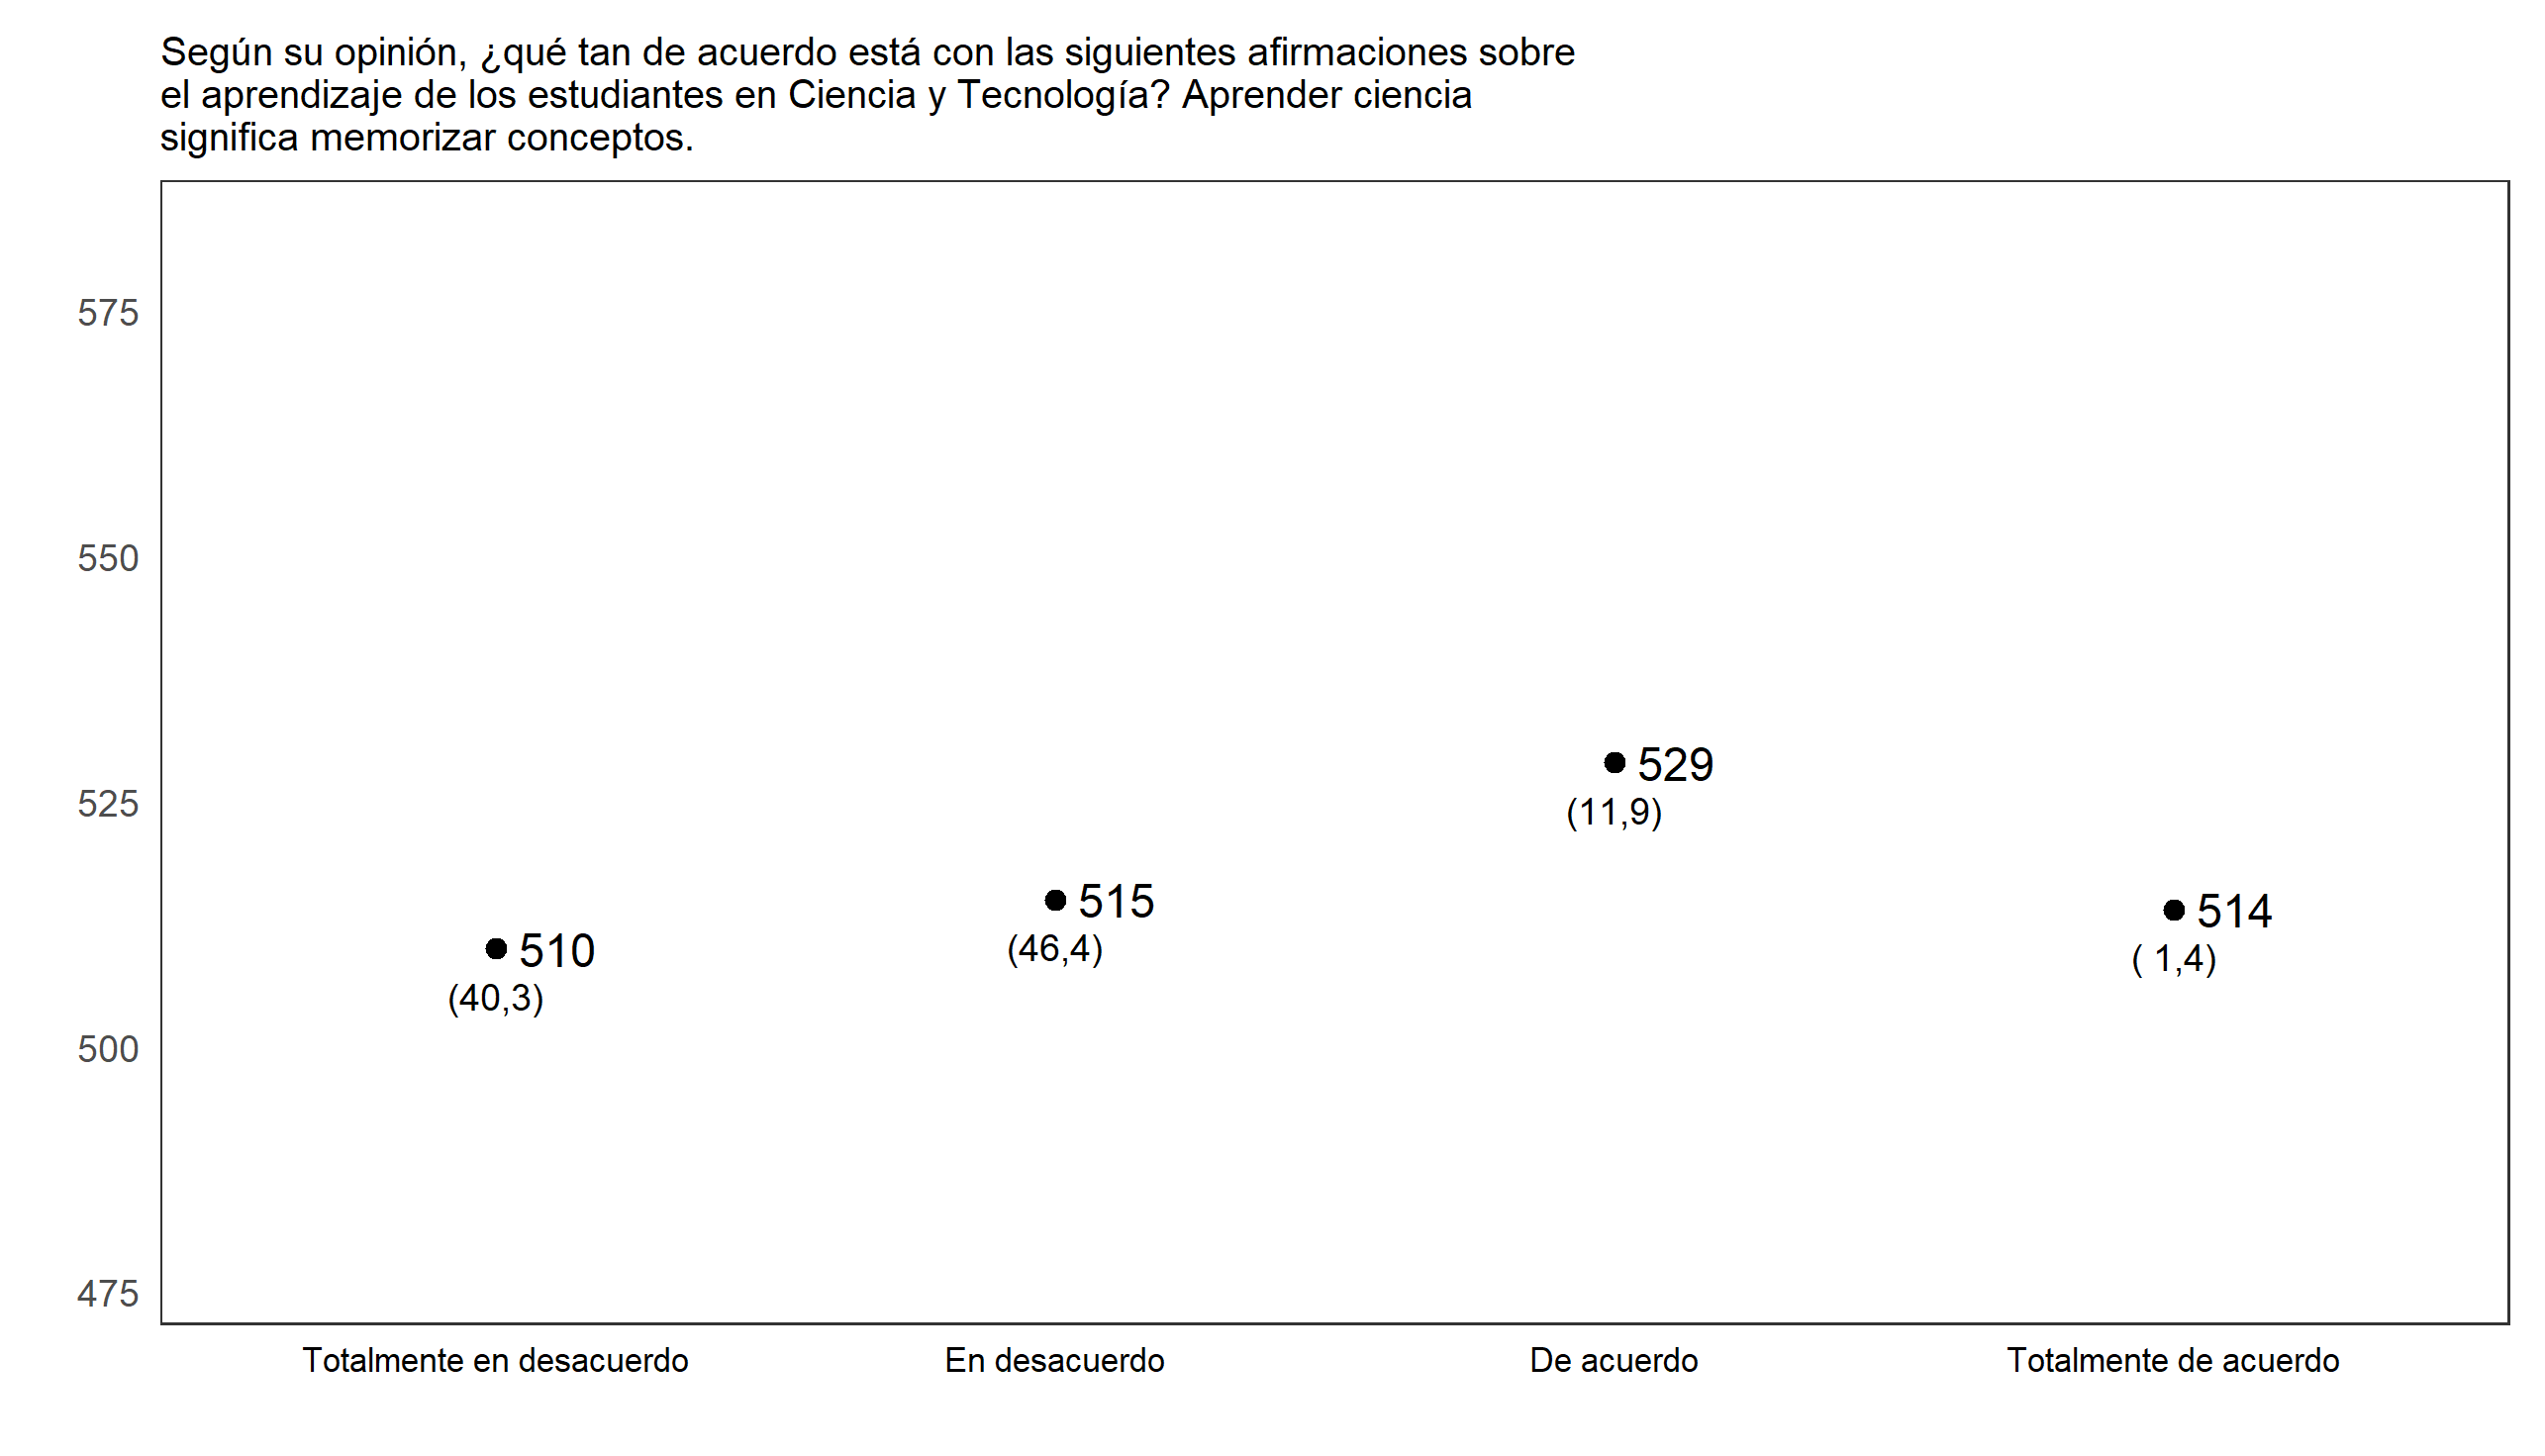 Según su opinión, ¿qué tan de acuerdo está con las siguientes afirmaciones sobre
el aprendizaje de los estudiantes en Ciencia y Tecnología? Aprender ciencia
significa memorizar conceptos.
575
550
525
500
475
510
(40,3)
515
(46,4)
529
(11,9)
514
( 1,4)
Totalmente en desacuerdo
En desacuerdo
De acuerdo
Totalmente de acuerdo